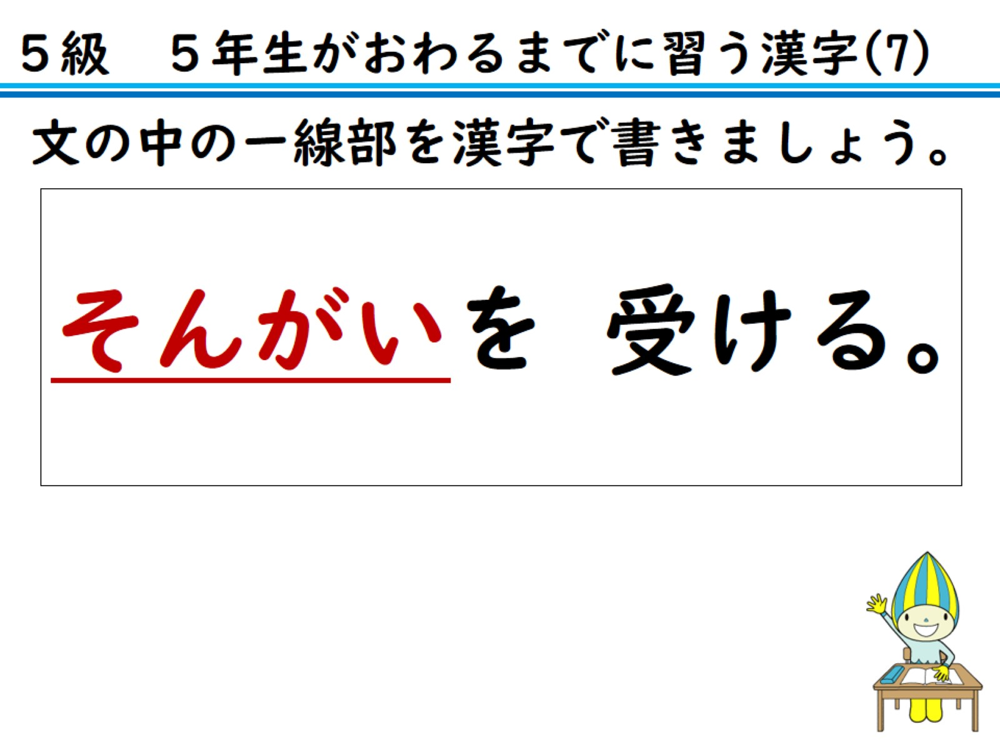 ５級　５年生がおわるまでに習う漢字(7)
文の中の―線部を漢字で書きましょう。
そんがいを 受ける。